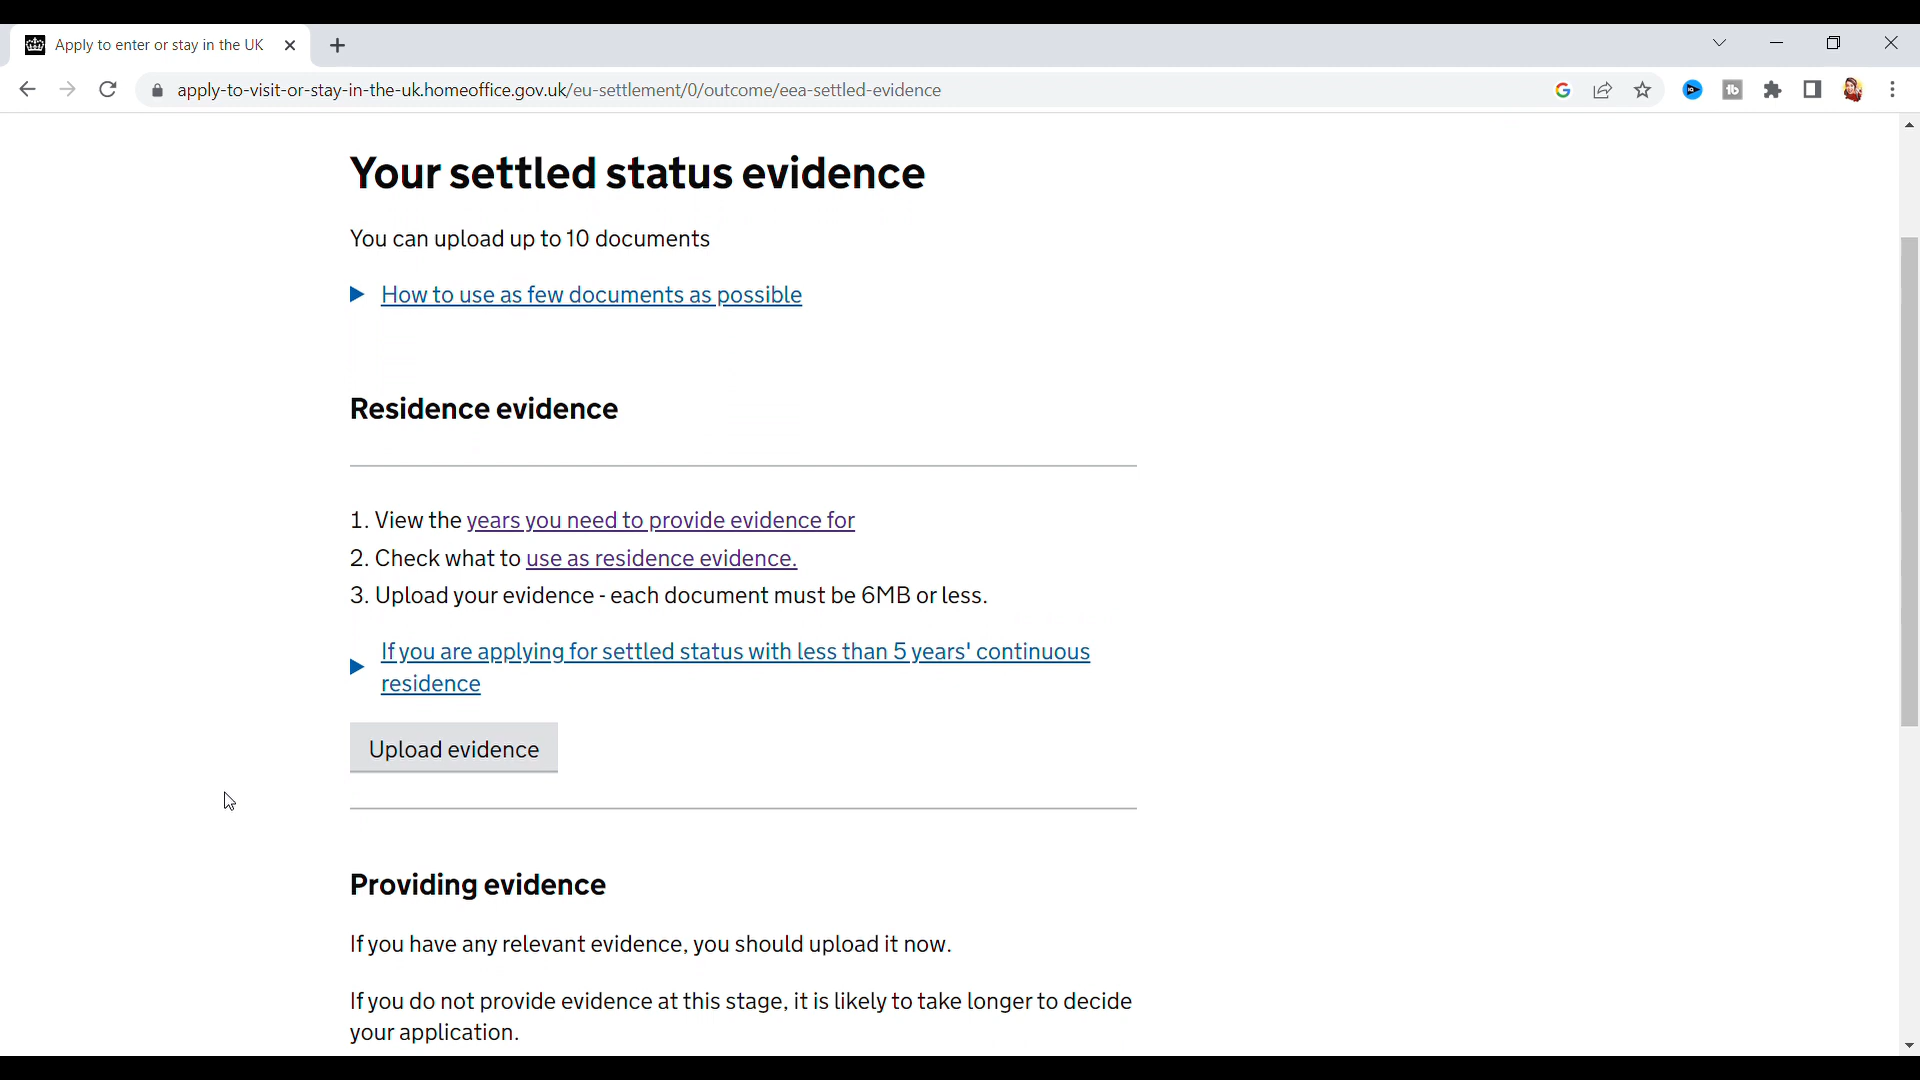 Apply to enter or stay in the UK
apply-to-visit-or-stay-in-the-uk.homeoffice.gov.uk/eu-settlement/0/outcome/eea-settled-evidence
Your settled status evidence
You can upload up to 10 documents
How to use as few documents as possible
Residence evidence
1. View the years you need to provide evidence for
2. Check what to use as residence evidence.
3. Upload your evidence - each document must be 6MB or less.
If you are applying for settled status with less than 5 years' continuous
residence
Upload evidence
Providing evidence
If you have any relevant evidence, you should upload it now.
If you do not provide evidence at this stage, it is likely to take longer to decide
your application.